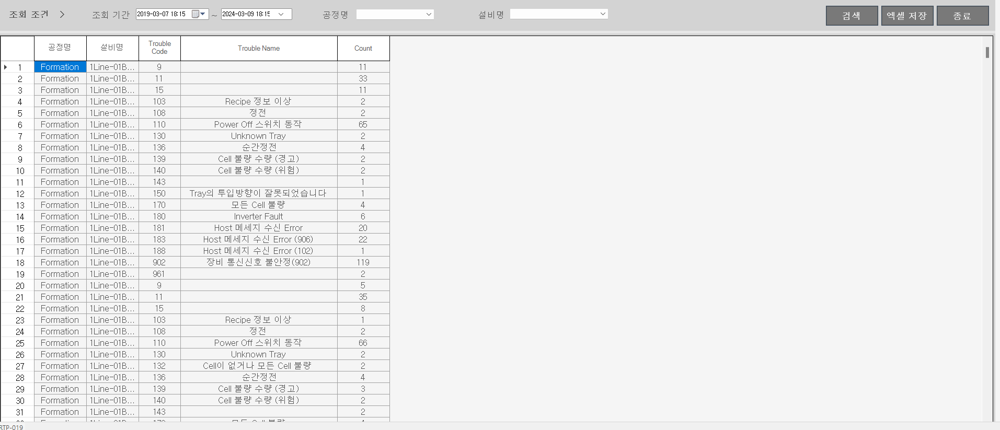 조회 조건 > 조회 기간 2019-03-07 18:15 ~ 2024-03-09 18:15 공정명 설비명 검색 엑셀 저장 종료
공정명 설비명 Trouble Code Trouble Name Count
1 Formation 1Line-01B... 9 11
2 Formation 1Line-01B... 11 33
3 Formation 1Line-01B... 15 11
4 Formation 1Line-01B... 103 Recipe 정보 이상 2
5 Formation 1Line-01B... 108 정전 2
6 Formation 1Line-01B... 110 Power Off 스위치 동작 65
7 Formation 1Line-01B... 130 Unknown Tray 2
8 Formation 1Line-01B... 136 순간정전 4
9 Formation 1Line-01B... 139 Cell 불량 수량 (경고) 2
10 Formation 1Line-01B... 140 Cell 불량 수량 (위험) 2
11 Formation 1Line-01B... 143 1
12 Formation 1Line-01B... 150 Tray의 투입방향이 잘못되었습니다 1
13 Formation 1Line-01B... 170 모든 Cell 불량 4
14 Formation 1Line-01B... 180 Inverter Fault 6
15 Formation 1Line-01B... 181 Host 메세지 수신 Error 20
16 Formation 1Line-01B... 183 Host 메세지 수신 Error (906) 22
17 Formation 1Line-01B... 188 Host 메세지 수신 Error (102) 1
18 Formation 1Line-01B... 902 장비 통신신호 불안정(902) 119
19 Formation 1Line-01B... 961 2
20 Formation 1Line-01B... 9 5
21 Formation 1Line-01B... 11 35
22 Formation 1Line-01B... 15 8
23 Formation 1Line-01B... 103 Recipe 정보 이상 1
24 Formation 1Line-01B... 108 정전 2
25 Formation 1Line-01B... 110 Power Off 스위치 동작 66
26 Formation 1Line-01B... 130 Unknown Tray 2
27 Formation 1Line-01B... 132 Cell이 없거나 모든 Cell 불량 2
28 Formation 1Line-01B... 136 순간정전 4
29 Formation 1Line-01B... 139 Cell 불량 수량 (경고) 3
30 Formation 1Line-01B... 140 Cell 불량 수량 (위험) 2
31 Formation 1Line-01B... 143 2
RTP-019